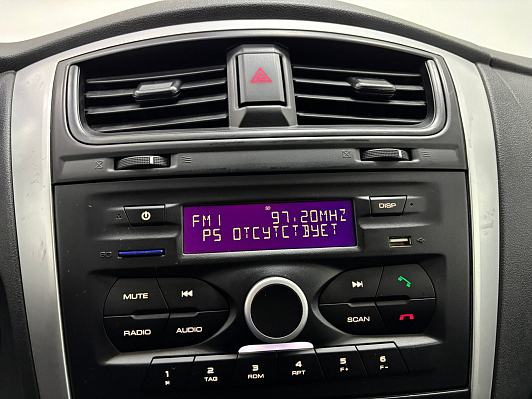 DISP
FM1 97.20MHZ
PS ОТСУТСТВУЕТ
MUTE
RADIO AUDIO
SCAN
1 2 TAG 3 RDM 4 RPT 5 F+ 6 F-